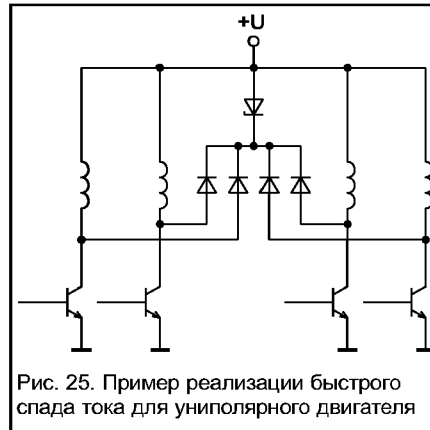 +U
Рис. 25. Пример реализации быстрого
спада тока для униполярного двигателя